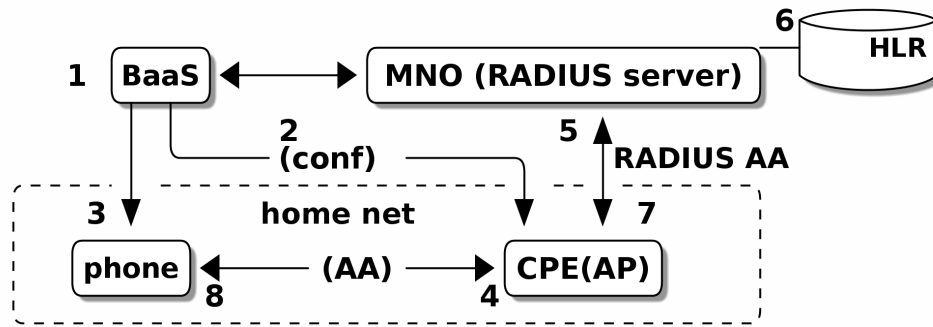 6
HLR
1 BaaS MNO (RADIUS server)
2
(conf)
5
RADIUS AA
3 home net 7
phone (AA) CPE(AP)
8 4